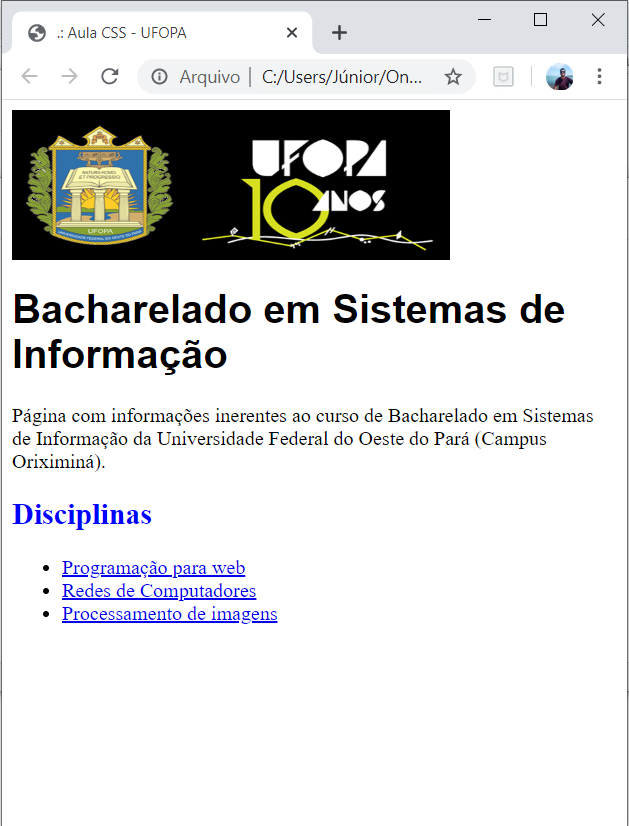 .: Aula CSS - UFOPA
Arquivo | C:/Users/Júnior/On...
NATURA HOMO
ET PROGRESSIO
UFOPA
UNIVERSIDADE FEDERAL DO OESTE DO PARÁ
UFOPA
10 ANOS
Bacharelado em Sistemas de
Informação
Página com informações inerentes ao curso de Bacharelado em Sistemas
de Informação da Universidade Federal do Oeste do Pará (Campus
Oriximiná).
Disciplinas
Programação para web
Redes de Computadores
Processamento de imagens